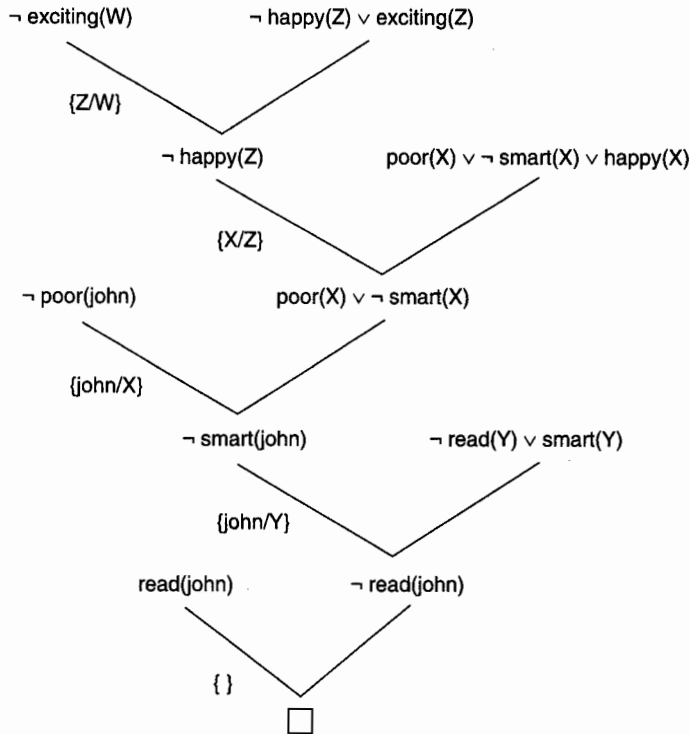 ¬ exciting(W) ¬ happy(Z) ∨ exciting(Z)
{Z/W}
¬ happy(Z) poor(X) ∨ ¬ smart(X) ∨ happy(X)
{X/Z}
¬ poor(john) poor(X) ∨ ¬ smart(X)
{john/X}
¬ smart(john) ¬ read(Y) ∨ smart(Y)
{john/Y}
read(john) ¬ read(john)
{ }